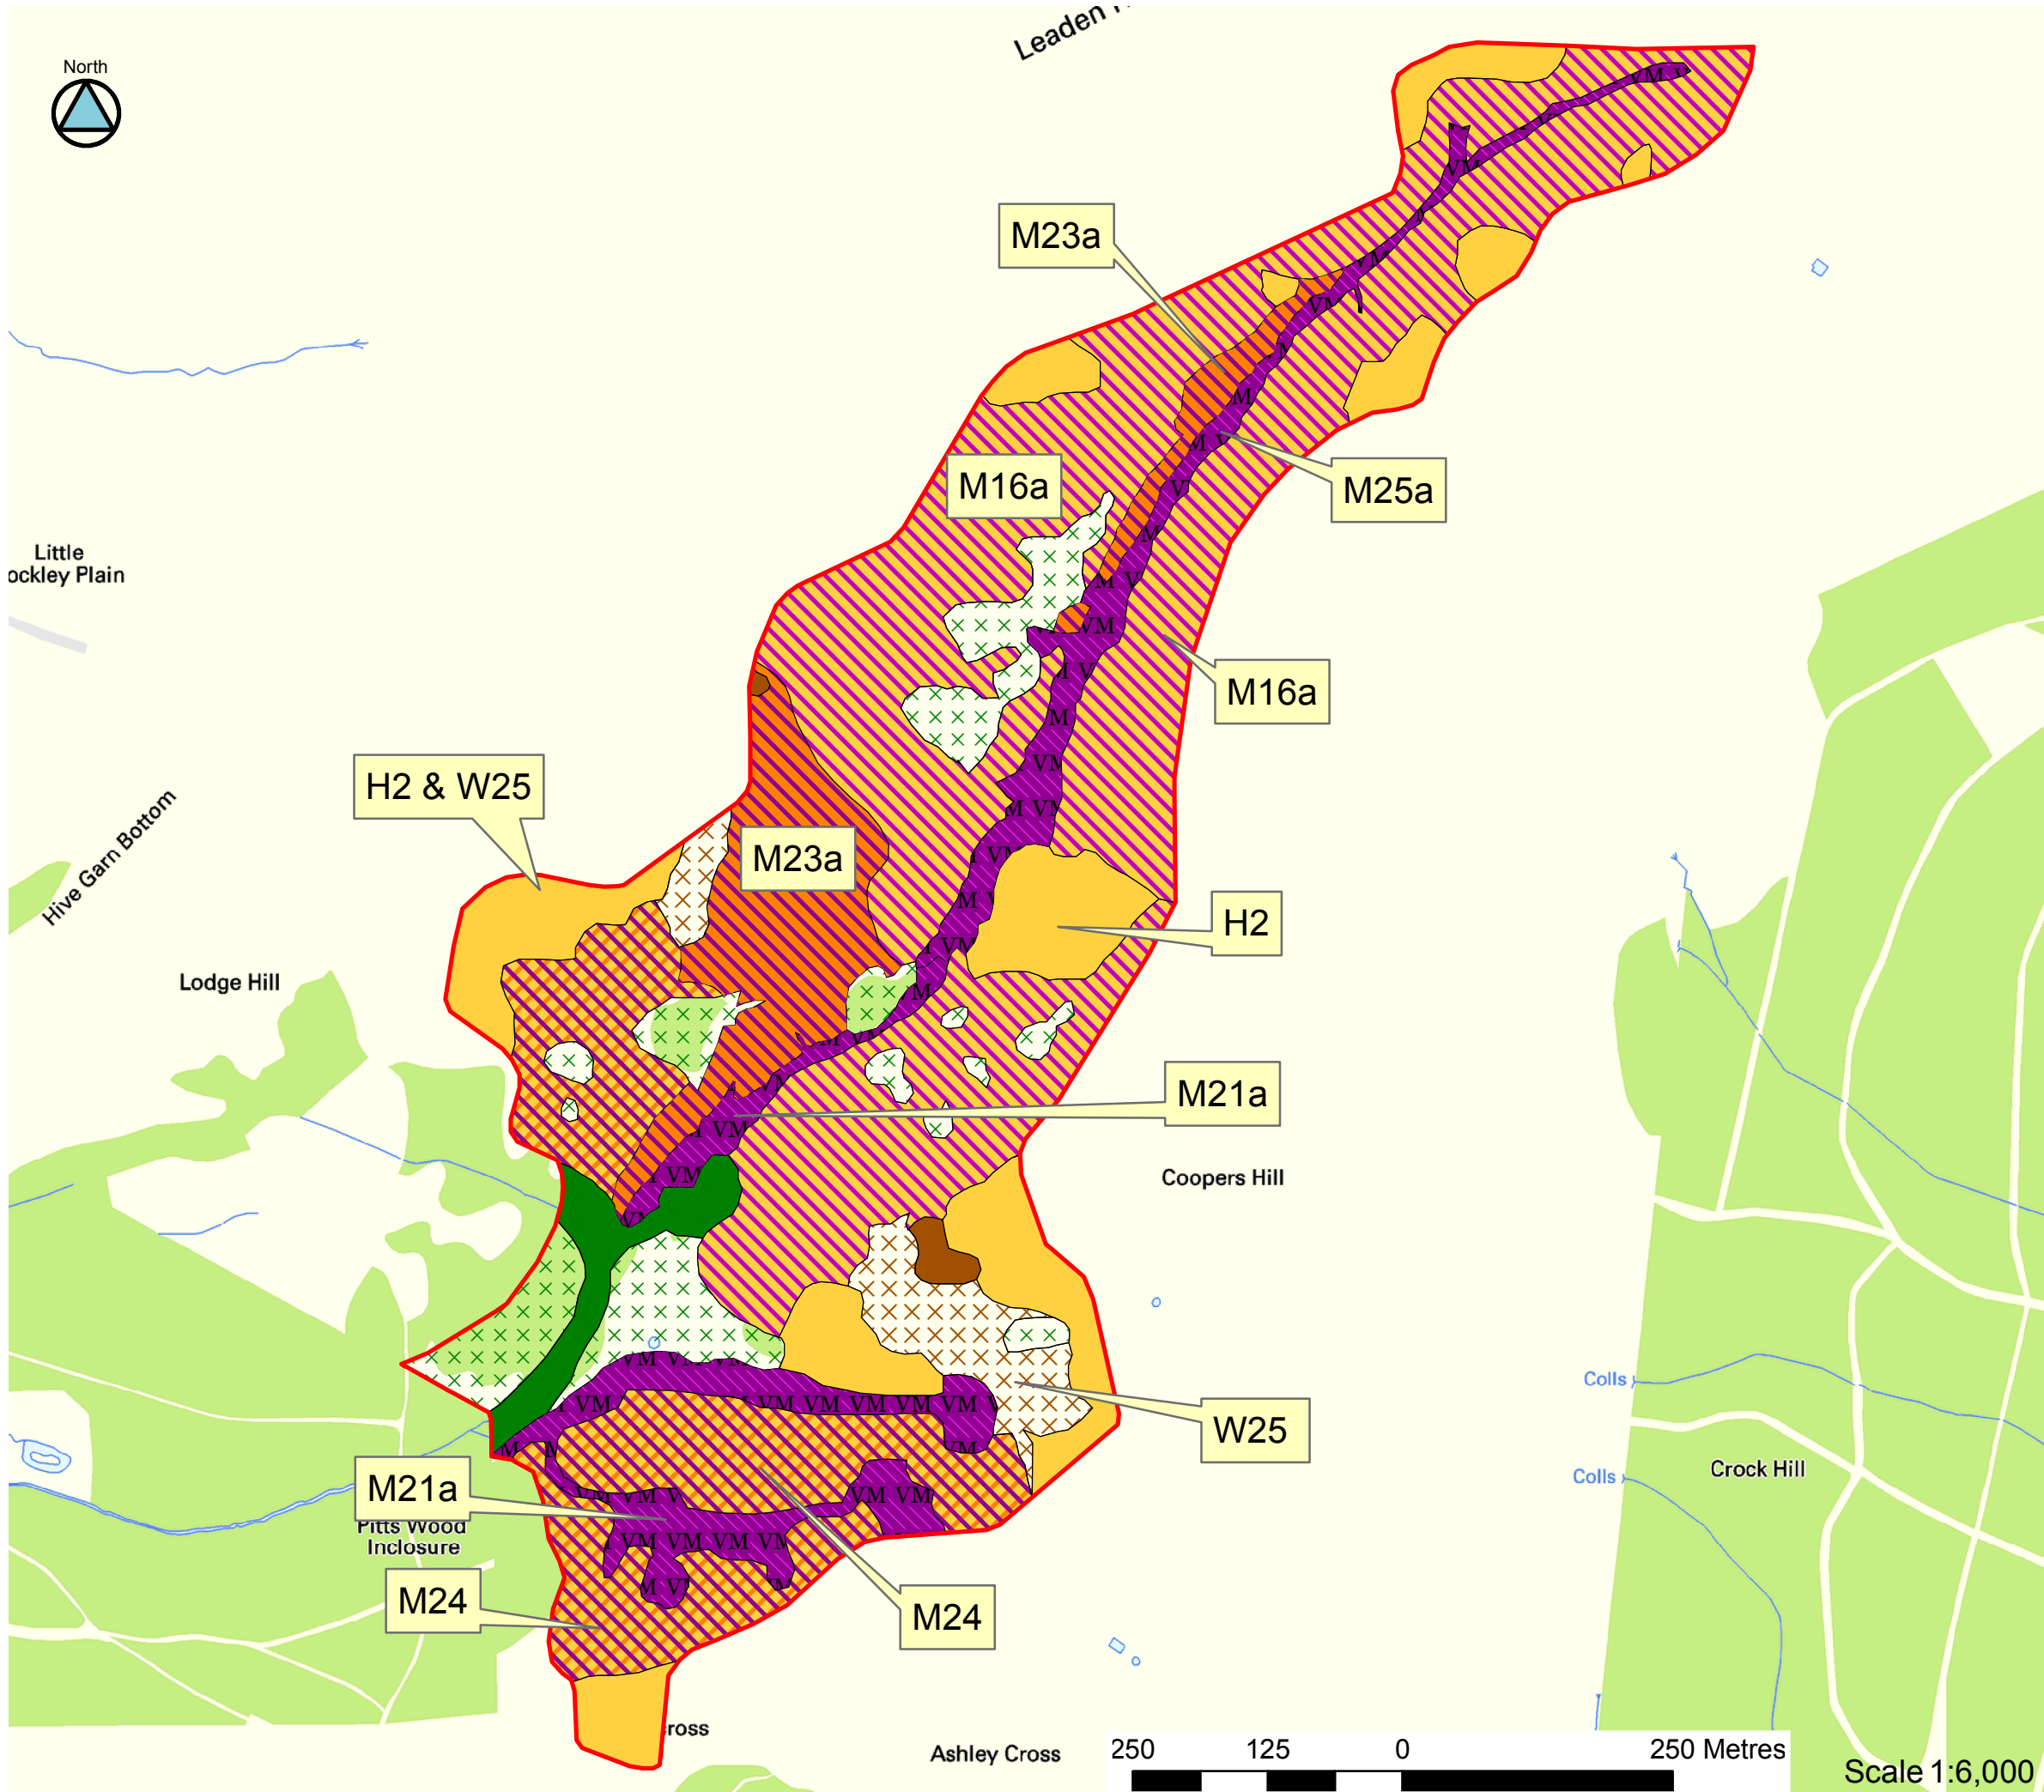 Leaden
North
M23a
M16a
M25a
Little
ockley Plain
M16a
H2 & W25
Hive Garn Bottom
M23a
H2
Lodge Hill
M21a
Coopers Hill
Colls
W25
Colls
Crock Hill
M21a
Pitts Wood
Inclosure
M24
M24
ross
Ashley Cross
250 125 0 250 Metres
Scale 1:6,000